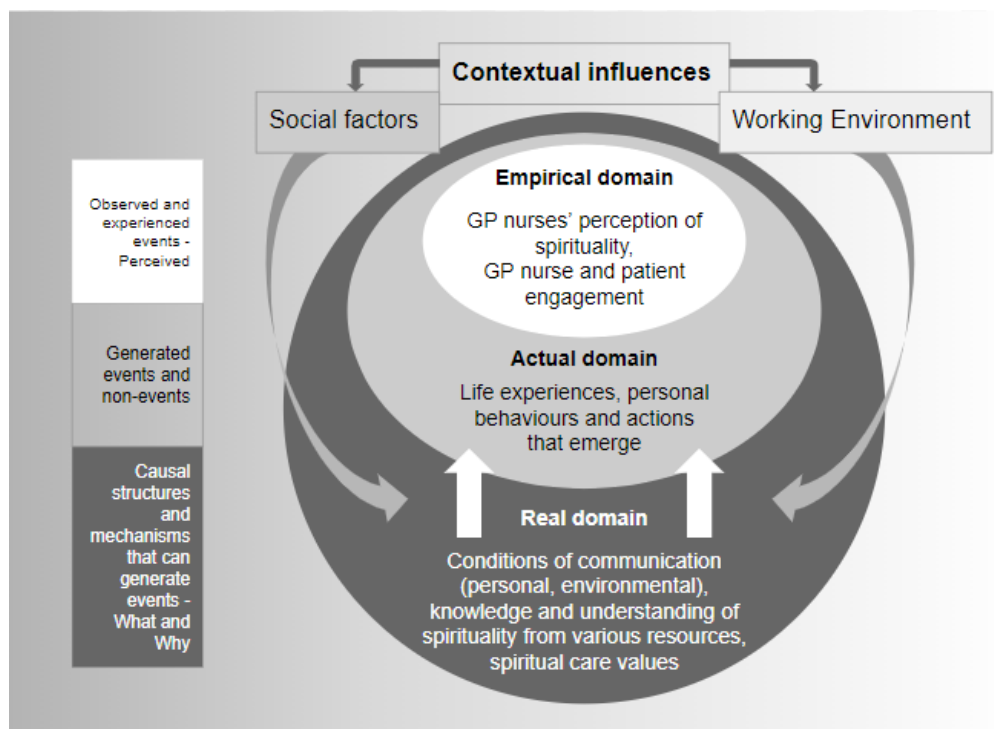 Contextual influences
Social factors
Working Environment
Observed and
experienced
events -
Perceived
Generated
events and
non-events
Causal
structures
and
mechanisms
that can
generate
events -
What and
Why
Empirical domain
GP nurses’ perception of
spirituality,
GP nurse and patient
engagement
Actual domain
Life experiences, personal
behaviours and actions
that emerge
Real domain
Conditions of communication
(personal, environmental),
knowledge and understanding of
spirituality from various resources,
spiritual care values